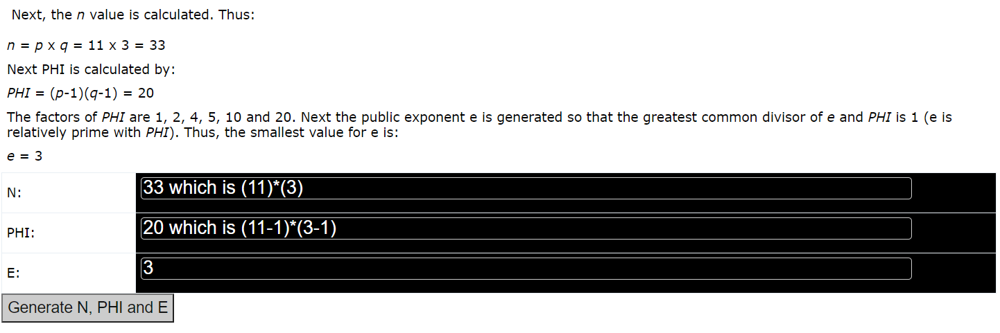 Next, the n value is calculated. Thus:
n = p x q = 11 x 3 = 33
Next PHI is calculated by:
PHI = (p-1)(q-1) = 20
The factors of PHI are 1, 2, 4, 5, 10 and 20. Next the public exponent e is generated so that the greatest common divisor of e and PHI is 1 (e is
relatively prime with PHI). Thus, the smallest value for e is:
e = 3
N: 33 which is (11)*(3)
PHI: 20 which is (11-1)*(3-1)
E: 3
Generate N, PHI and E